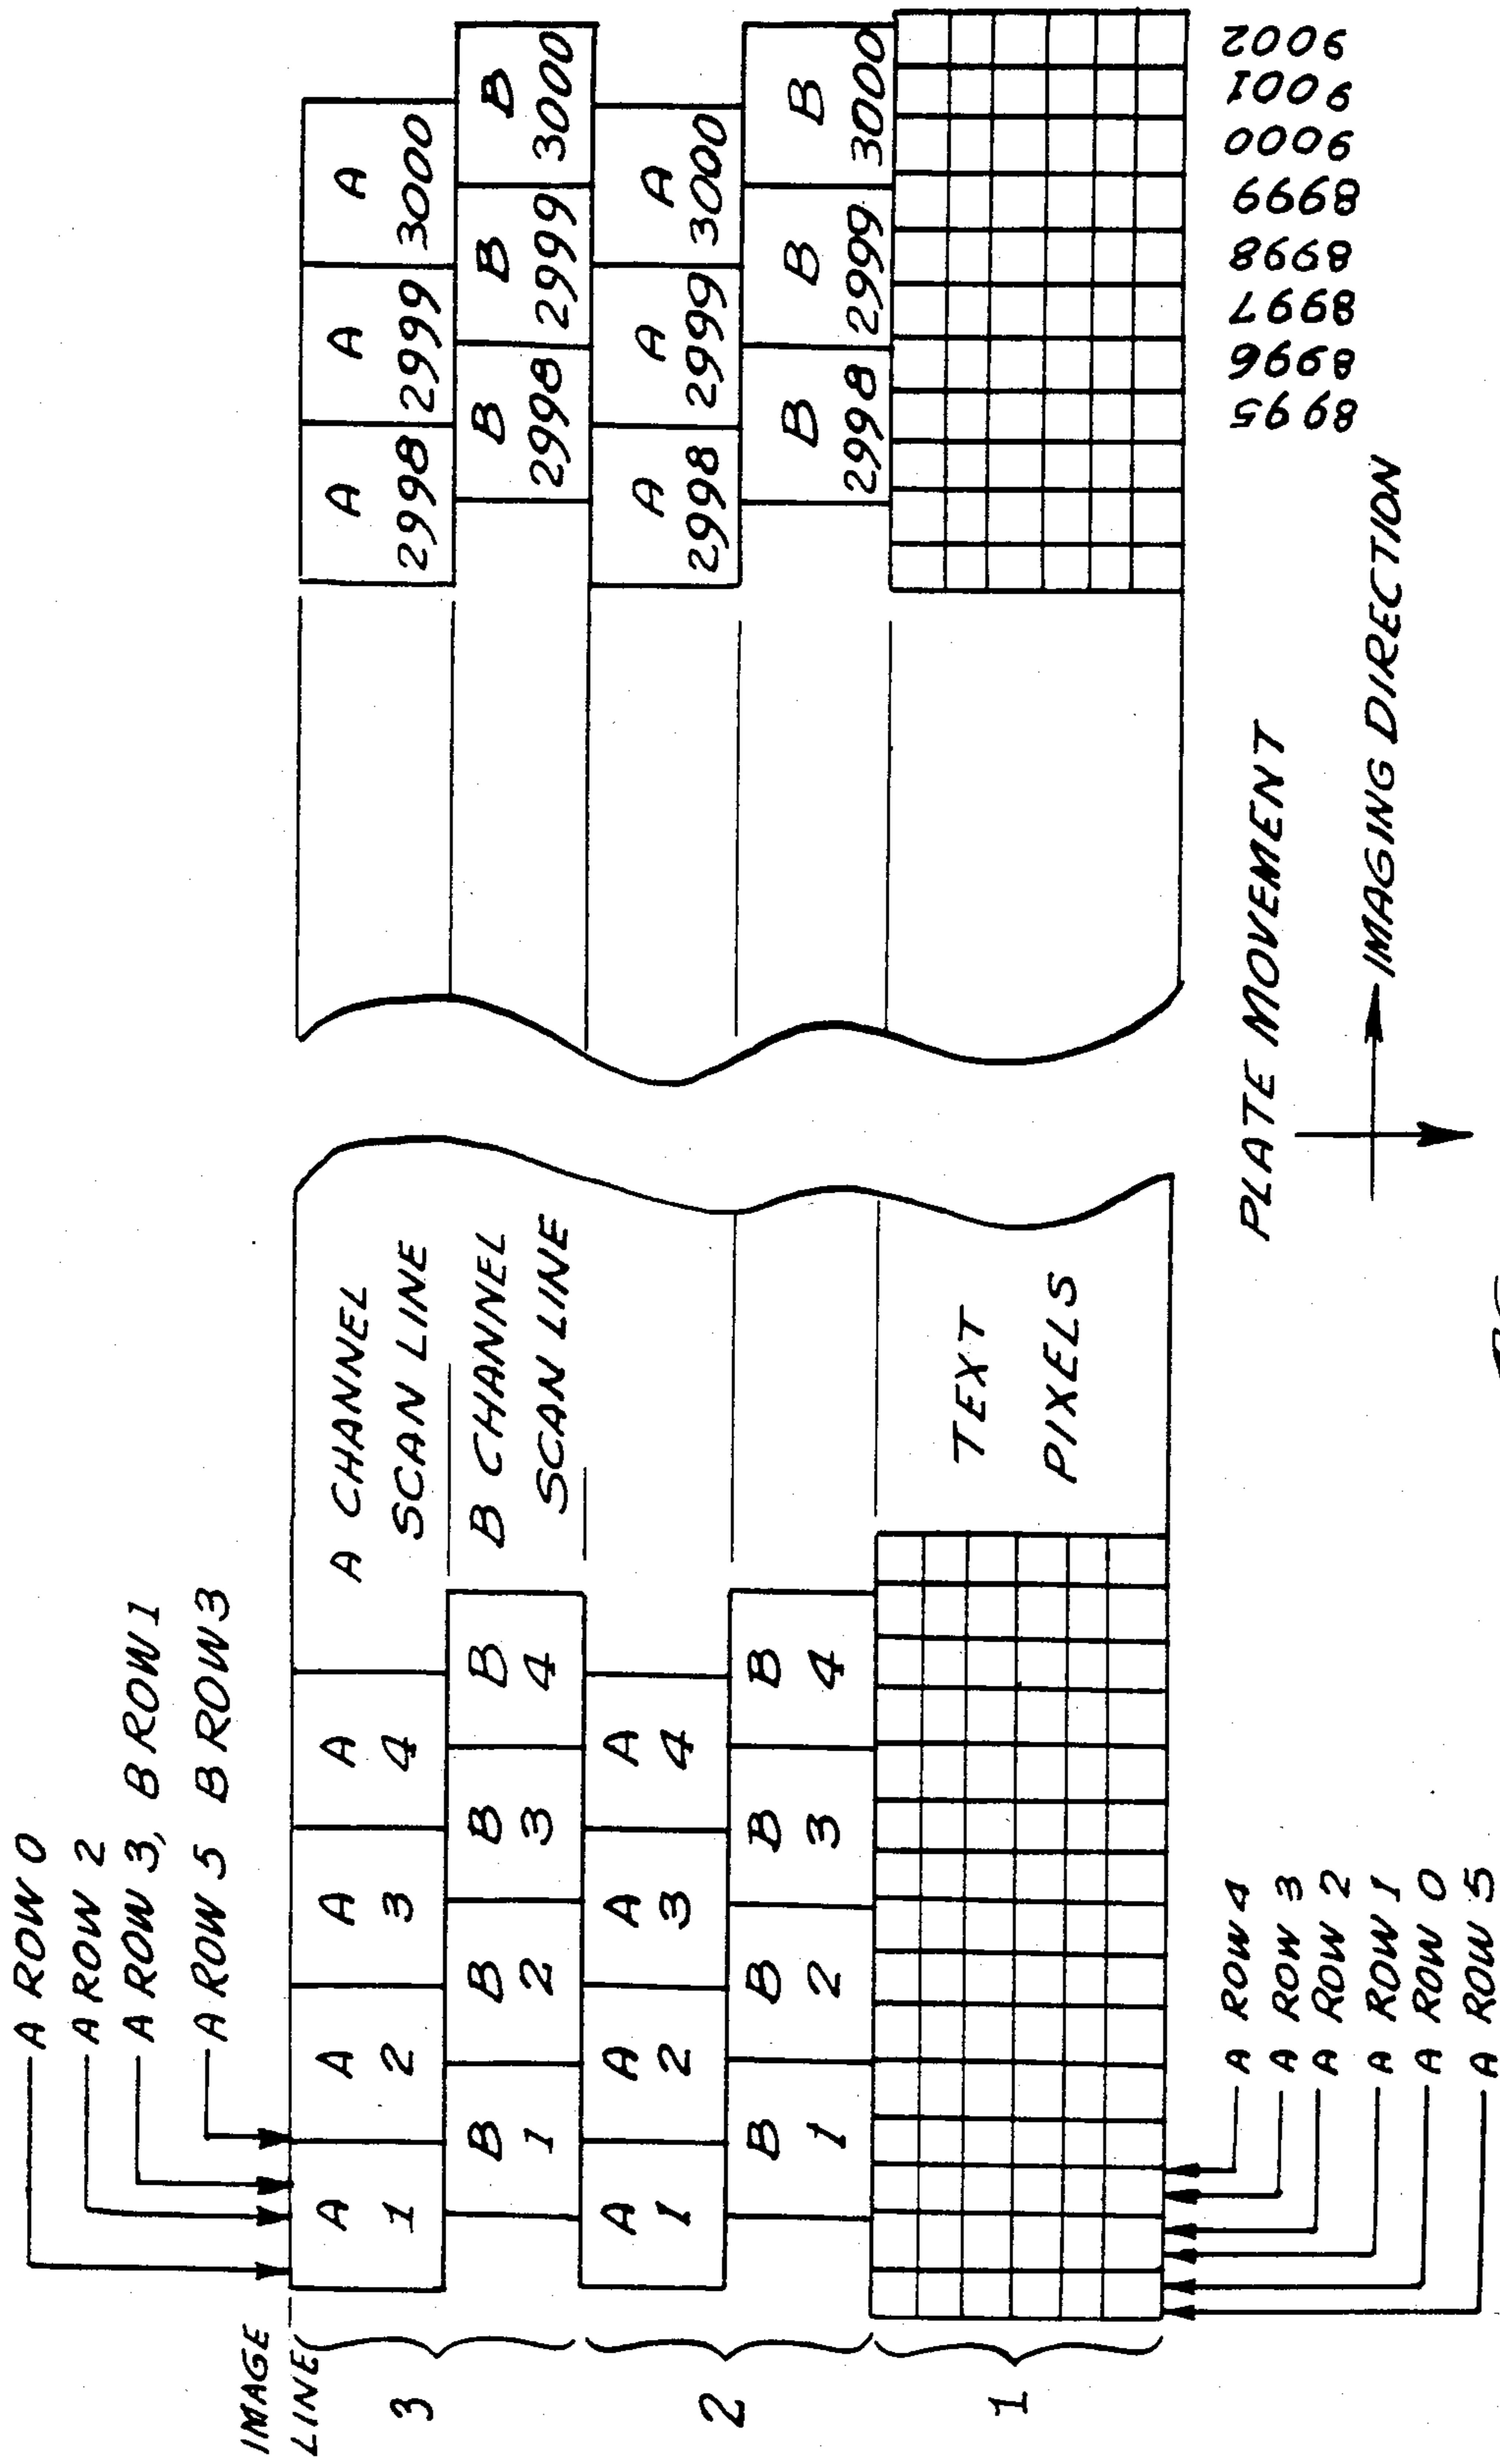 A ROW 0
A ROW 2
A ROW 3, B ROW 1
A ROW 5 B ROW 3
IMAGE
LINE
3
A 1
A 2
A 3
A 4
A CHANNEL
SCAN LINE
A 2998
A 2999
A 3000
B 1
B 2
B 3
B 4
B CHANNEL
SCAN LINE
B 2998
B 2999
B 3000
2
A 1
A 2
A 3
A 4
A 2998
A 2999
A 3000
B 1
B 2
B 3
B 4
B 2998
B 2999
B 3000
1
TEXT
PIXELS
A ROW 4
A ROW 3
A ROW 2
A ROW 1
A ROW 0
A ROW 5
8995
8996
8997
8998
8999
9000
9001
9002
PLATE MOVEMENT
IMAGING DIRECTION